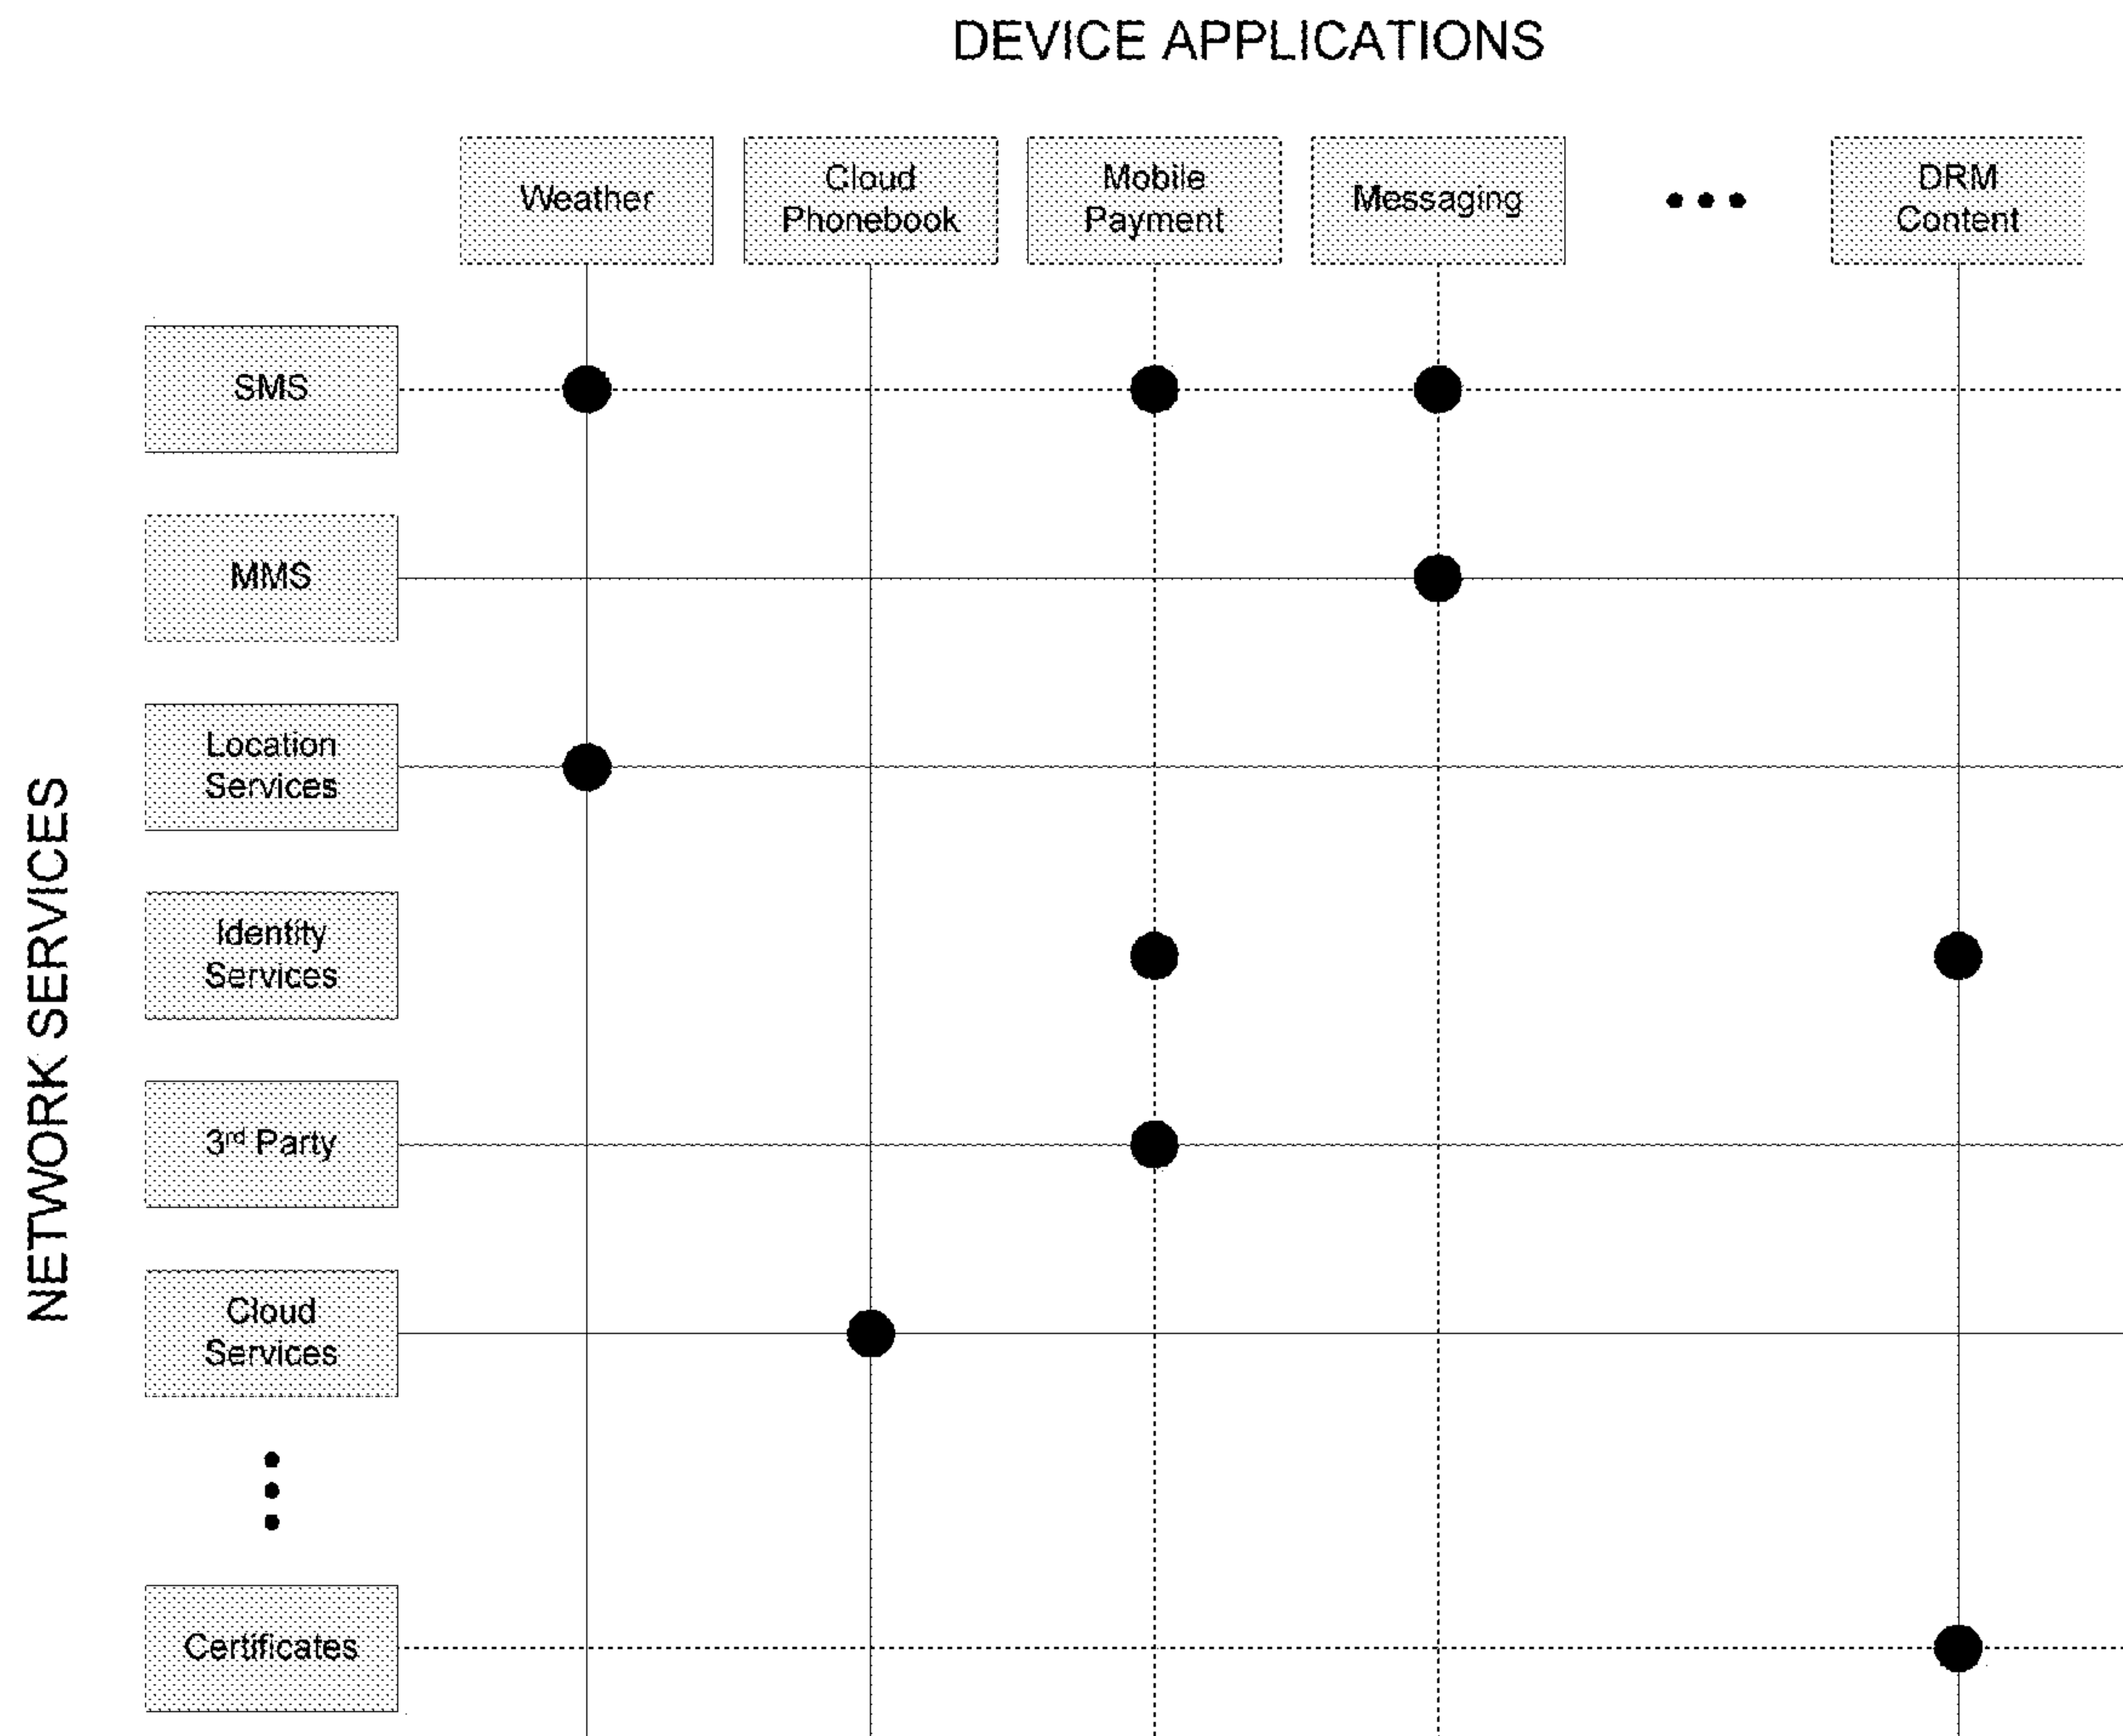 DEVICE APPLICATIONS
Weather
Cloud
Phonebook
Mobile
Payment
Messaging
DRM
Content
NETWORK SERVICES
SMS
MMS
Location
Services
Identity
Services
3rd Party
Cloud
Services
Certificates